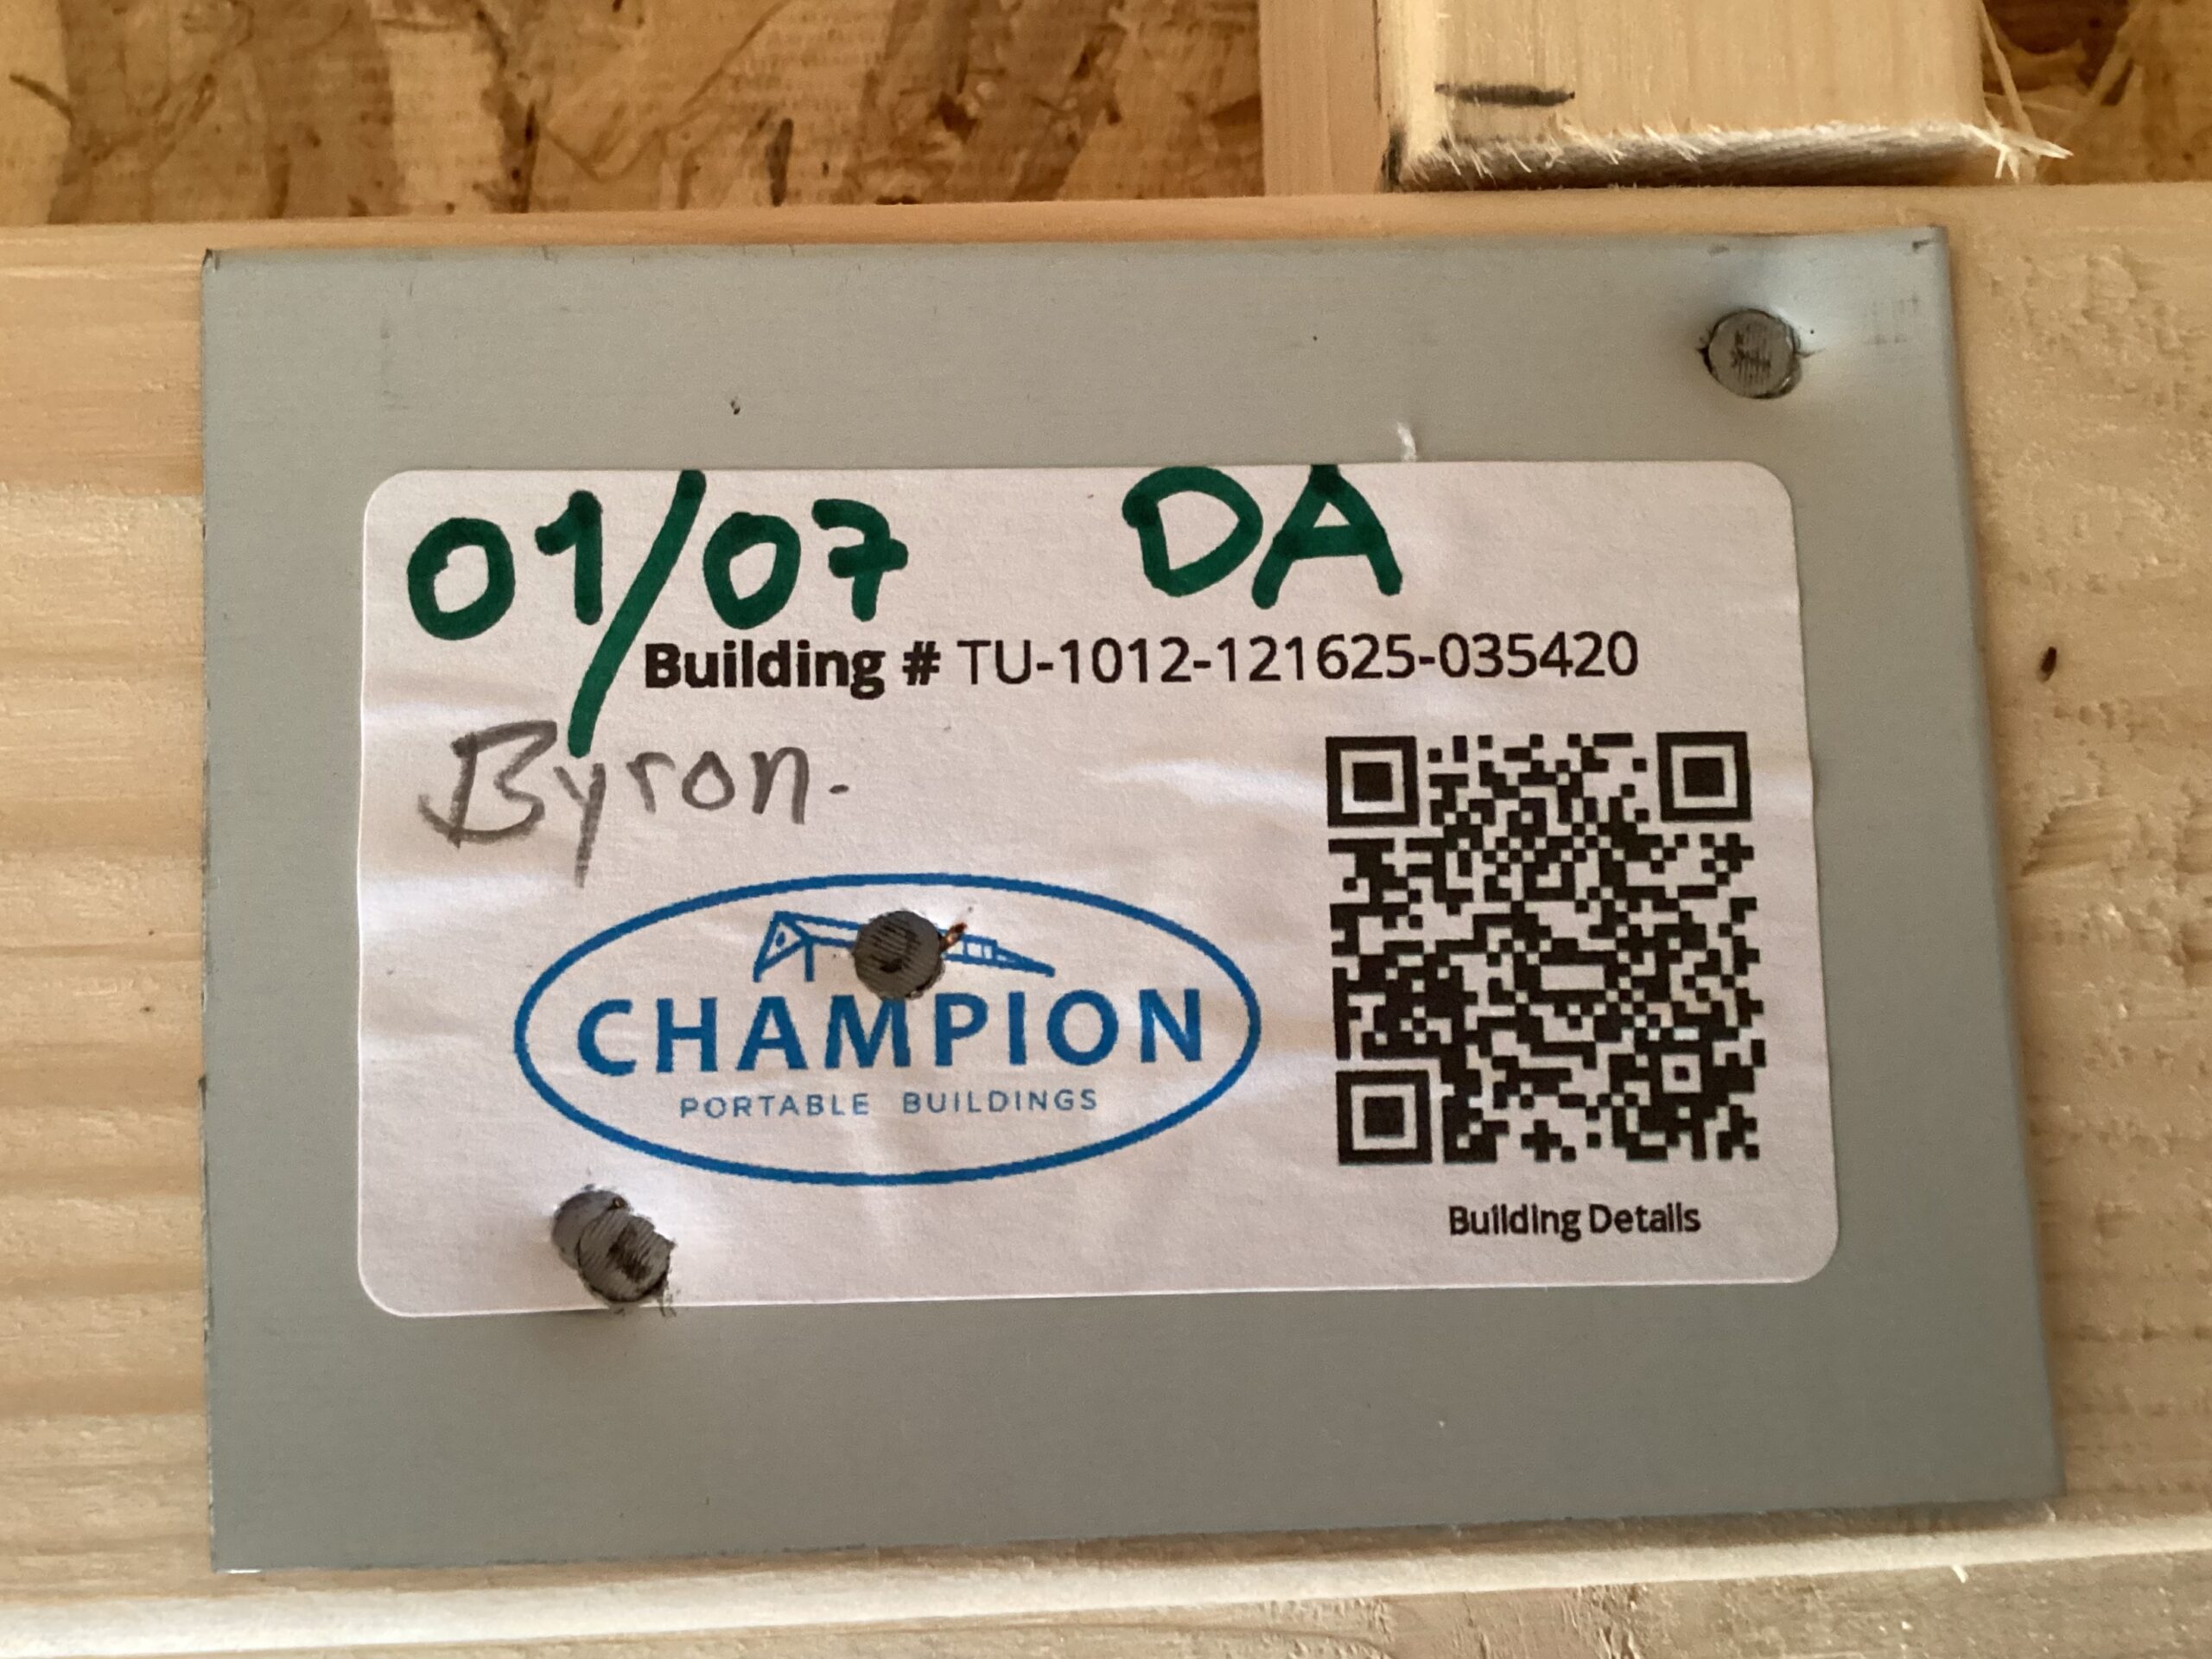 01/07 DA
Building # TU-1012-121625-035420
Byron.
CHAMPION
PORTABLE BUILDINGS
Building Details